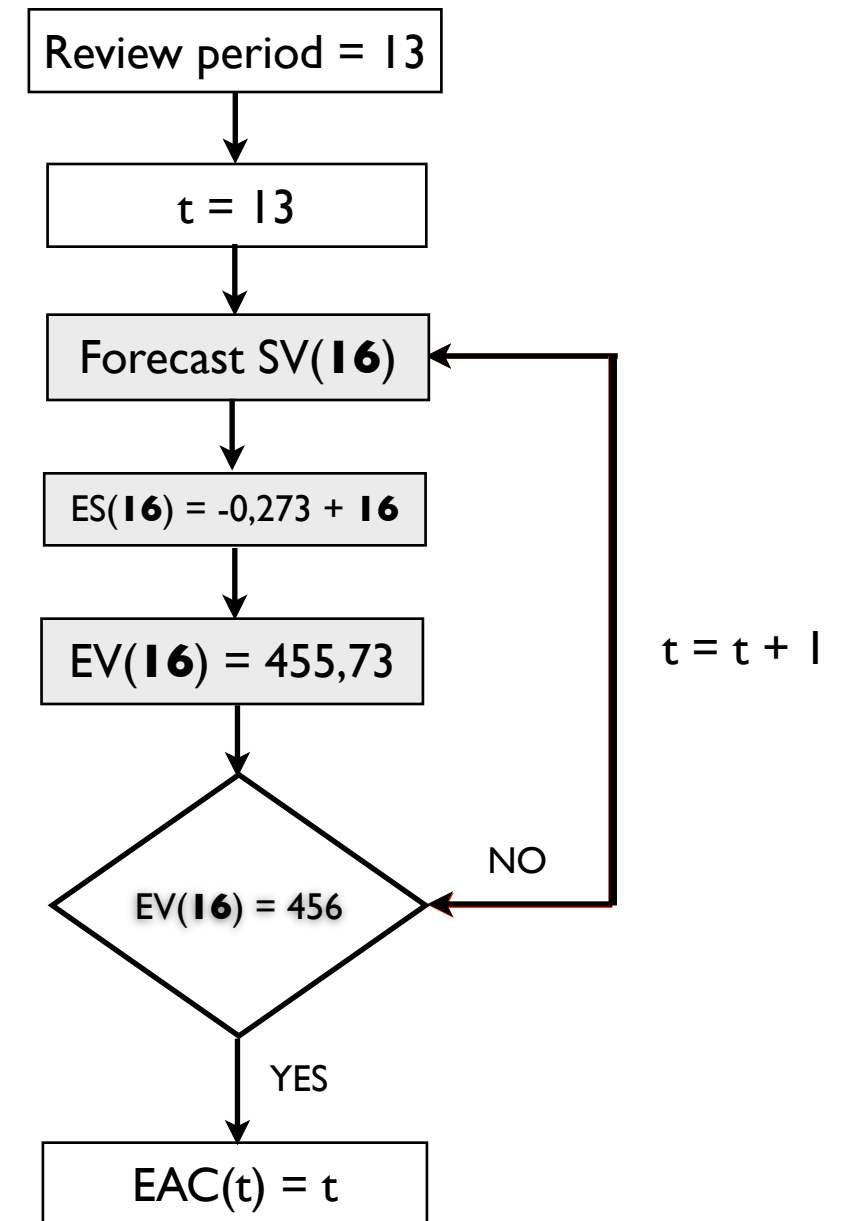 Review period = 13
t = 13
Forecast SV(16)
ES(16) = -0,273 + 16
EV(16) = 455,73
t = t + 1
NO
EV(16) = 456
YES
EAC(t) = t